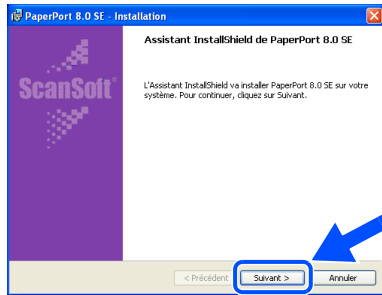 PaperPort 8.0 SE - Installation
Assistant InstallShield de PaperPort 8.0 SE
ScanSoft®
L'Assistant InstallShield va installer PaperPort 8.0 SE sur votre
système. Pour continuer, cliquez sur Suivant.
< Précédent Suivant > Annuler